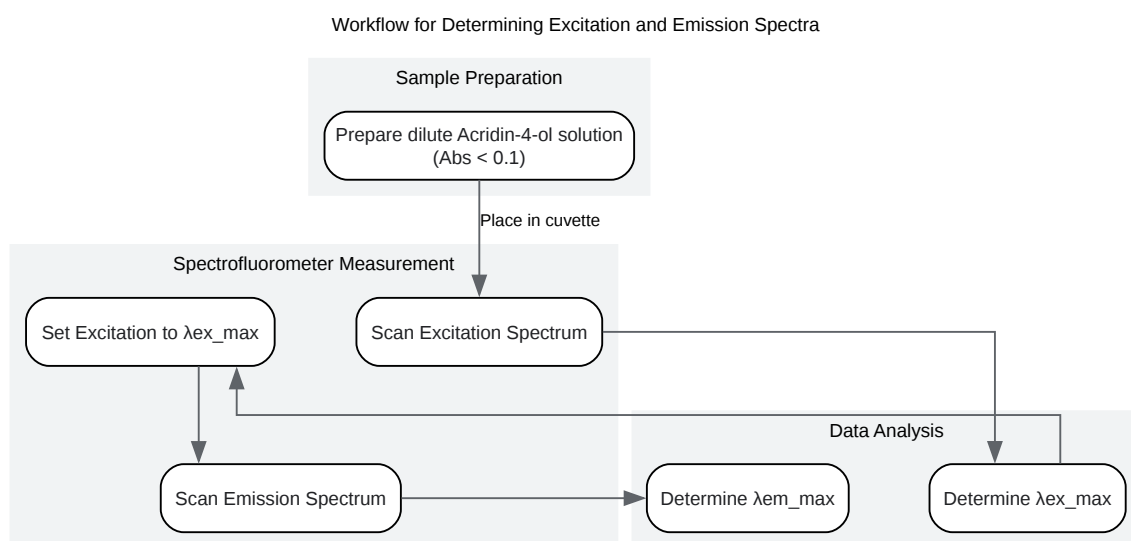 Workflow for Determining Excitation and Emission Spectra
Sample Preparation
Prepare dilute Acridin-4-ol solution
(Abs < 0.1)
Place in cuvette
Spectrofluorometer Measurement
Set Excitation to λex_max
Scan Excitation Spectrum
Data Analysis
Scan Emission Spectrum
Determine λem_max
Determine λex_max